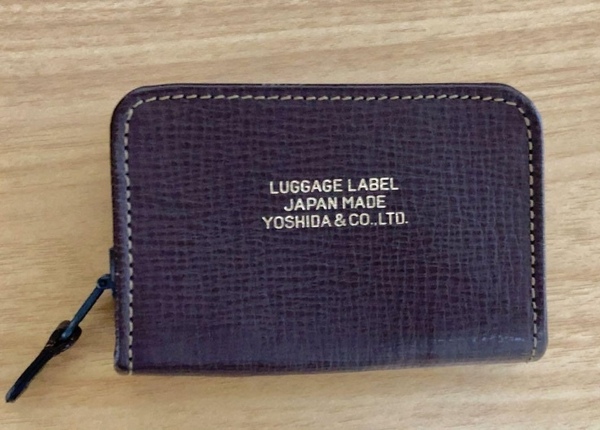 LUGGAGE LABEL
JAPAN MADE
YOSHIDA & CO.,LTD.